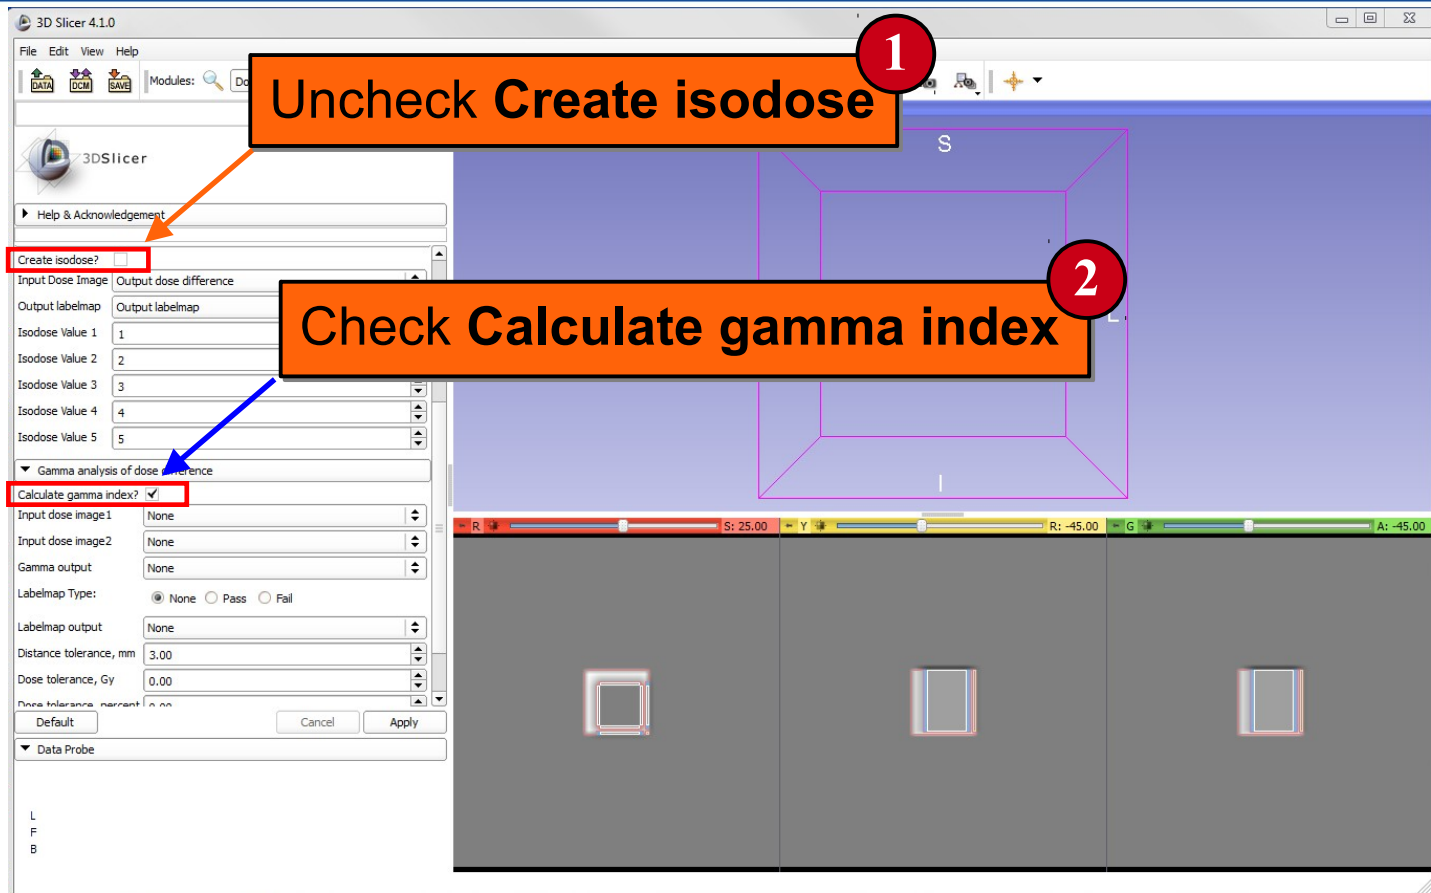 3D Slicer 4.1.0
File Edit View Help
DATA DCM SAVE Modules:
1
Uncheck Create isodose
3DSlicer
S
Help & Acknowledgement
Create isodose?
Input Dose Image Output dose difference
2
Output labelmap Output labelmap
Check Calculate gamma index
L
Isodose Value 1 1
Isodose Value 2 2
Isodose Value 3 3
Isodose Value 4 4
Isodose Value 5 5
Gamma analysis of dose difference
I
Calculate gamma index?
Input dose image1 None
R S: 25.00 Y R: -45.00 G A: -45.00
Input dose image2 None
Gamma output None
Labelmap Type: None Pass Fail
Labelmap output None
Distance tolerance, mm 3.00
Dose tolerance, Gy 0.00
Dose tolerance, percent 0.00
Default Cancel Apply
Data Probe
L
F
B